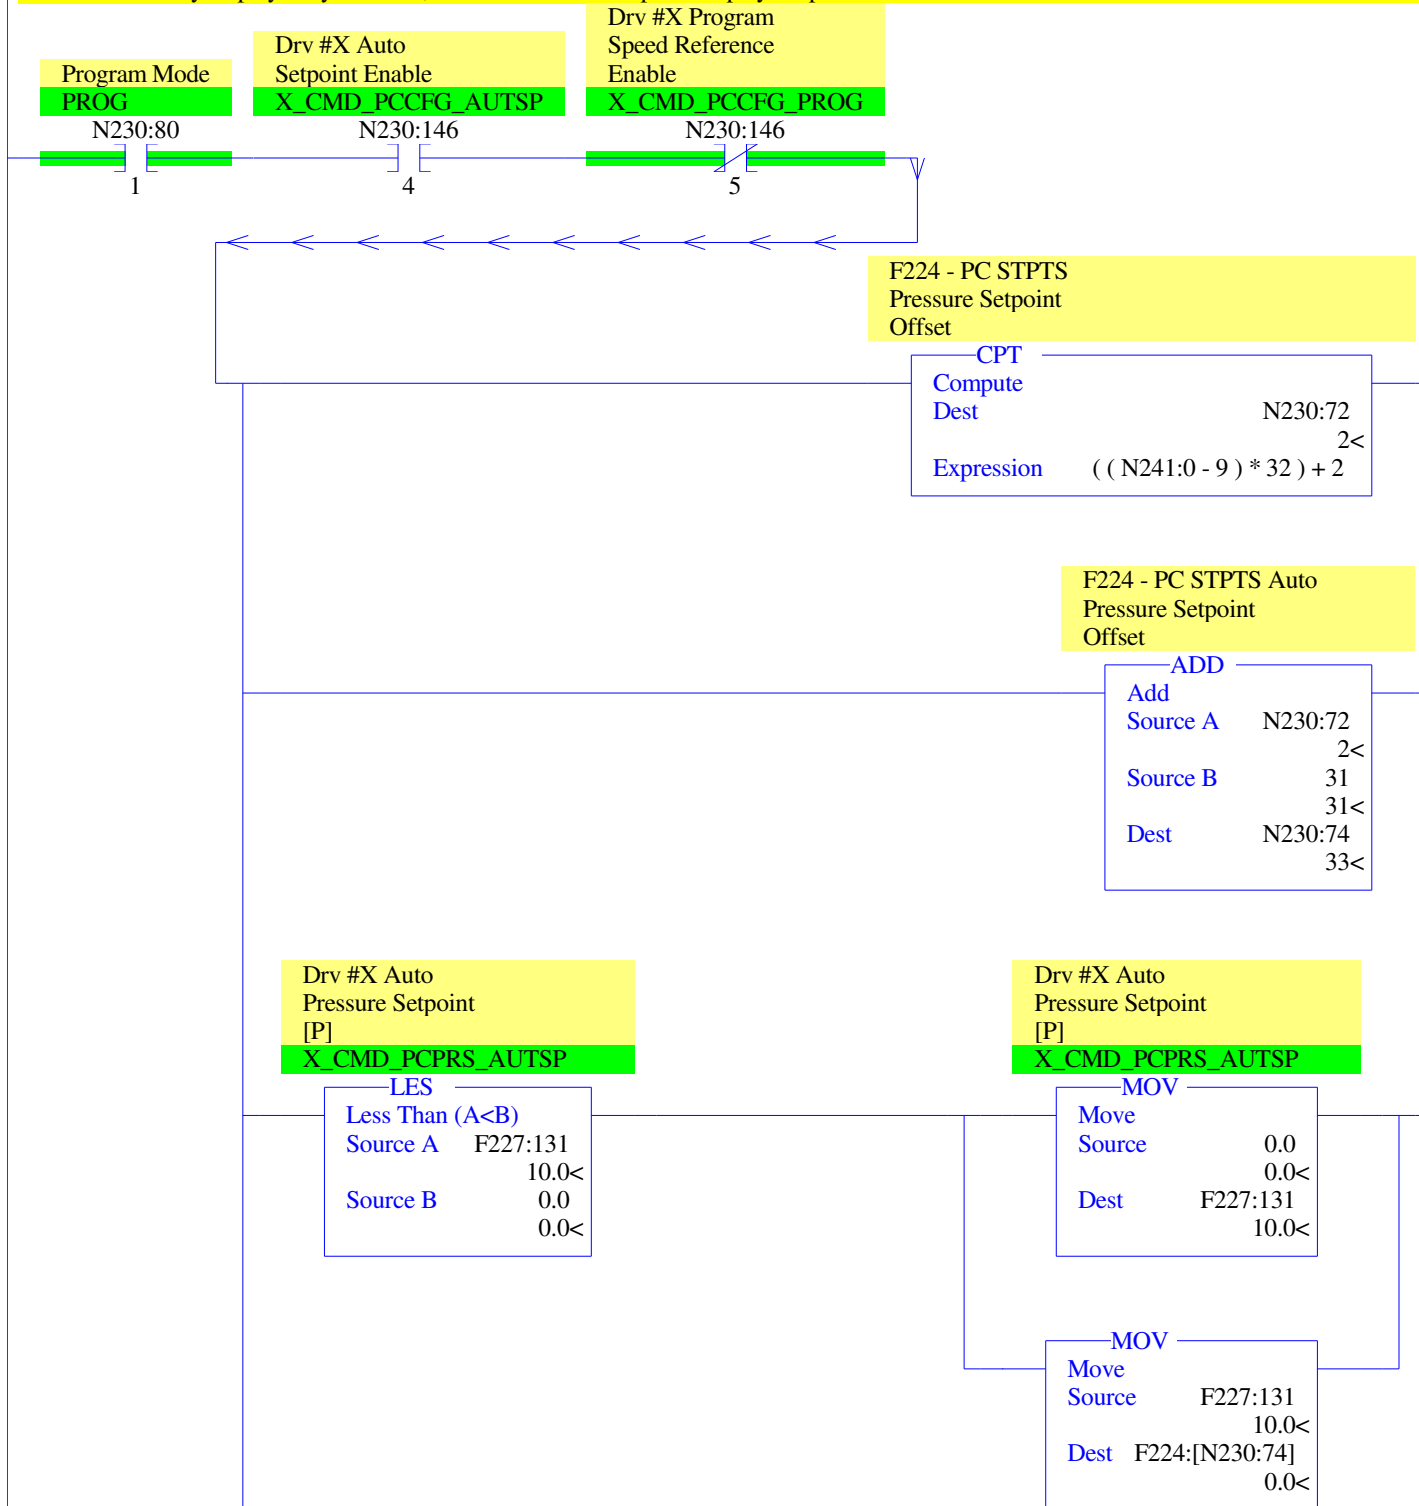 Drv #X Program
Speed Reference
Enable
X_CMD_PCCFG_PROG
N230:146
5
Drv #X Auto
Setpoint Enable
X_CMD_PCCFG_AUTSP
N230:146
4
Program Mode
PROG
N230:80
1
F224 - PC STPTS
Pressure Setpoint
Offset
CPT
Compute
Dest N230:72
2<
Expression ( ( N241:0 - 9 ) * 32 ) + 2
F224 - PC STPTS Auto
Pressure Setpoint
Offset
ADD
Add
Source A N230:72
2<
Source B 31
31<
Dest N230:74
33<
Drv #X Auto
Pressure Setpoint
[P]
X_CMD_PCPRS_AUTSP
LES
Less Than (A<B)
Source A F227:131
10.0<
Source B 0.0
0.0<
Drv #X Auto
Pressure Setpoint
[P]
X_CMD_PCPRS_AUTSP
MOV
Move
Source 0.0
0.0<
Dest F227:131
10.0<
MOV
Move
Source F227:131
10.0<
Dest F224:[N230:74]
0.0<